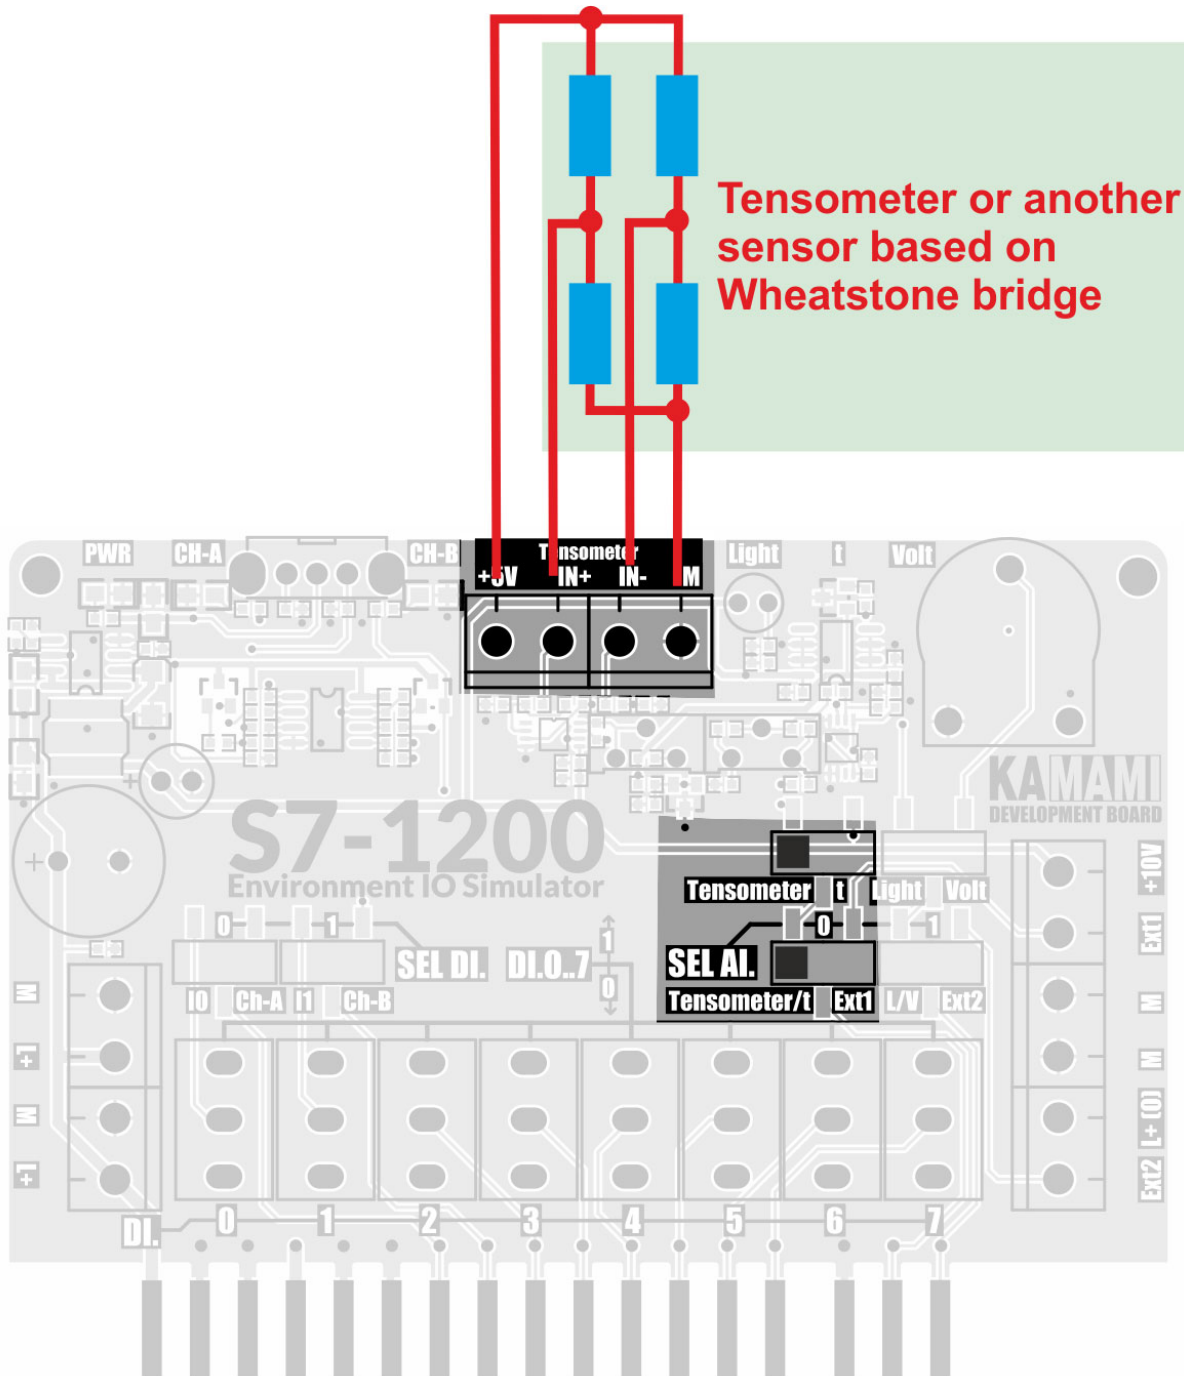 Tensometer or another
sensor based on
Wheatstone bridge
PWR CH-A CH-B Tensometer Light t Volt
+5V IN+ IN- M
KAMAMI
DEVELOPMENT BOARD
S7-1200
Environment IO Simulator
Tensometer t Light Volt
0 1 0 1
SEL DI. DI.0..7 1 0 SEL AI.
I0 Ch-A I1 Ch-B Tensometer/t Ext1 L/V Ext2
M
L+
M
L+
+10V
Ext1
M
M
L+(0)
Ext2
DI. 0 1 2 3 4 5 6 7